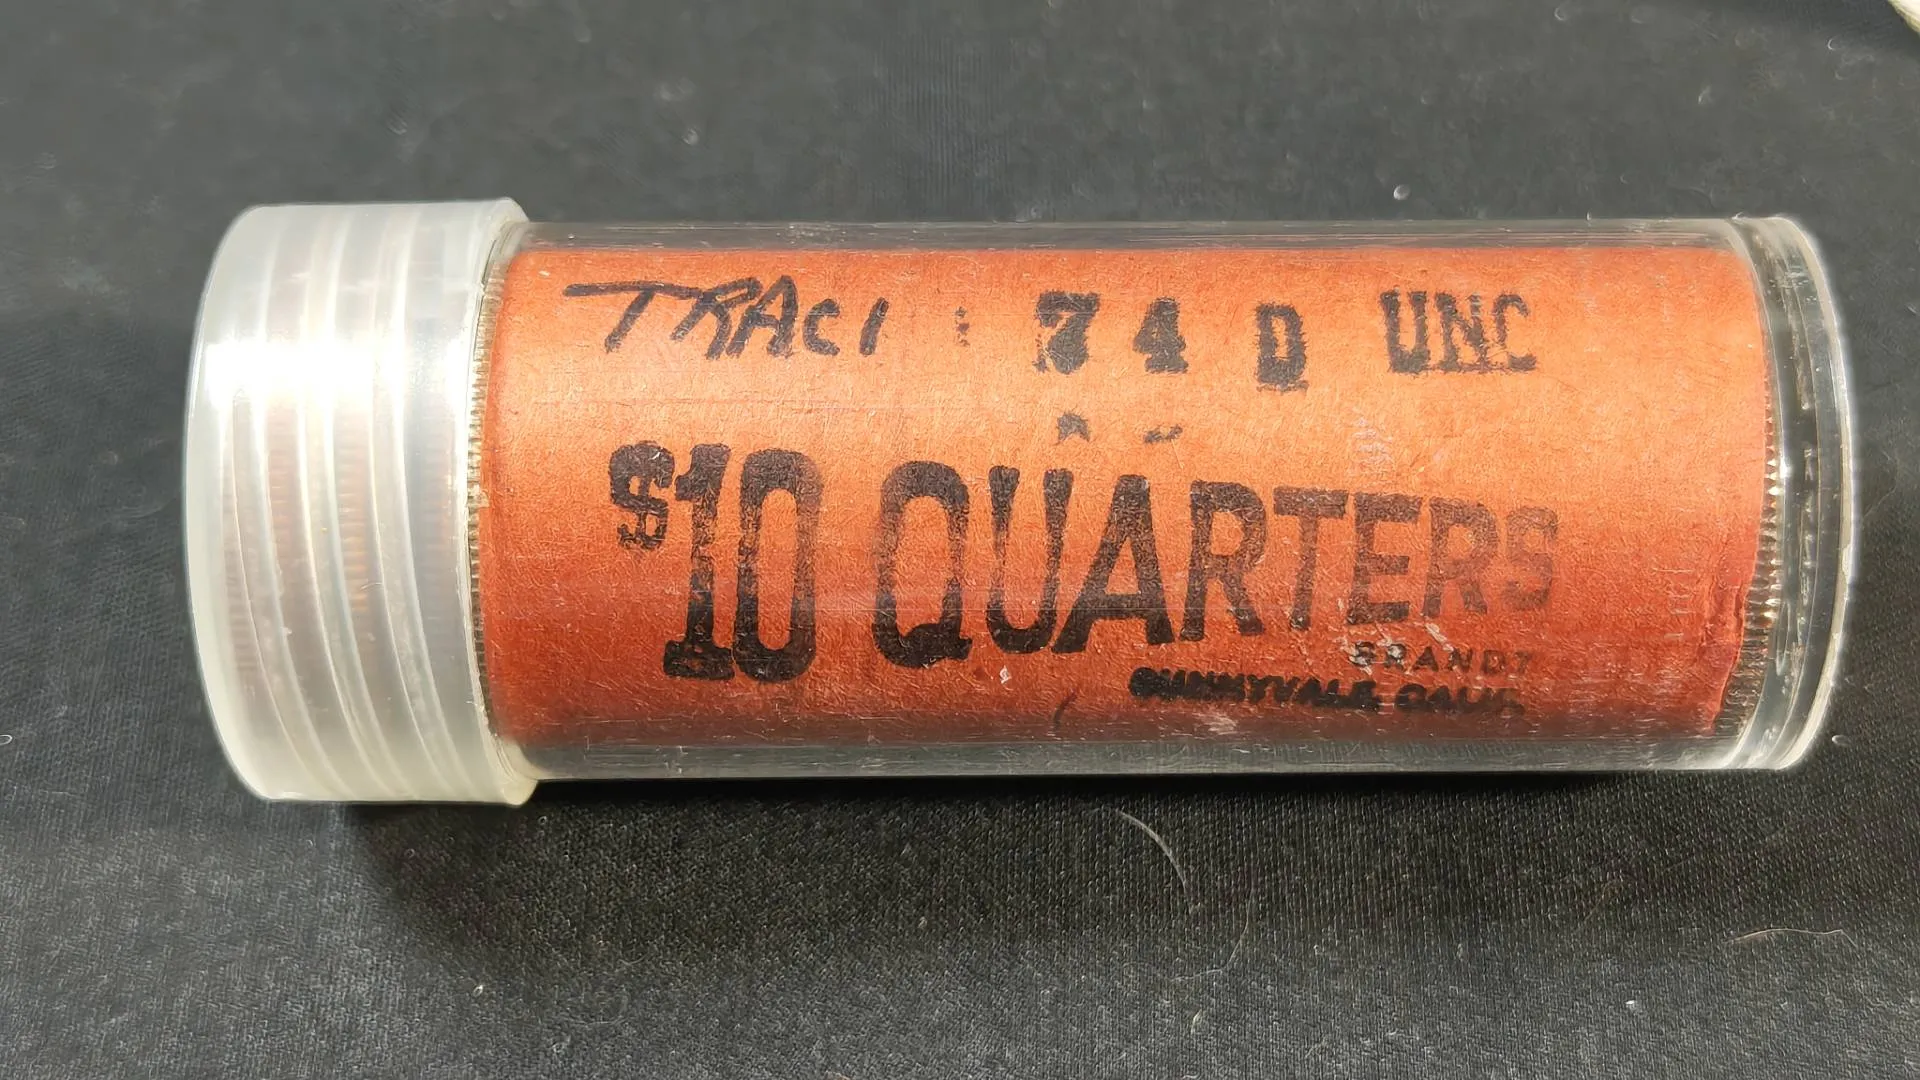 TRACI 74 D UNC
$10 QUARTERS
BRANDT
SUNNYVALE, CALIF.